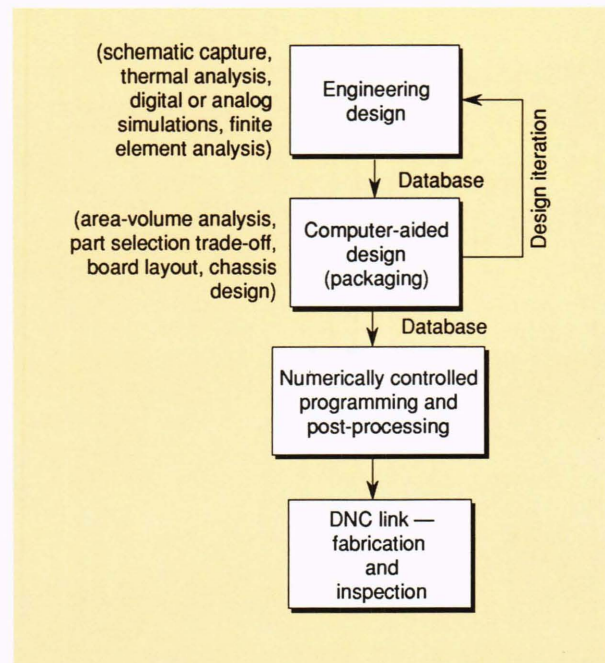 (schematic capture,
thermal analysis,
digital or analog
simulations, finite
element analysis)
Engineering
design
Database
Design iteration
(area-volume analysis,
part selection trade-off,
board layout, chassis
design)
Computer-aided
design
(packaging)
Database
Numerically controlled
programming and
post-processing
DNC link —
fabrication
and
inspection